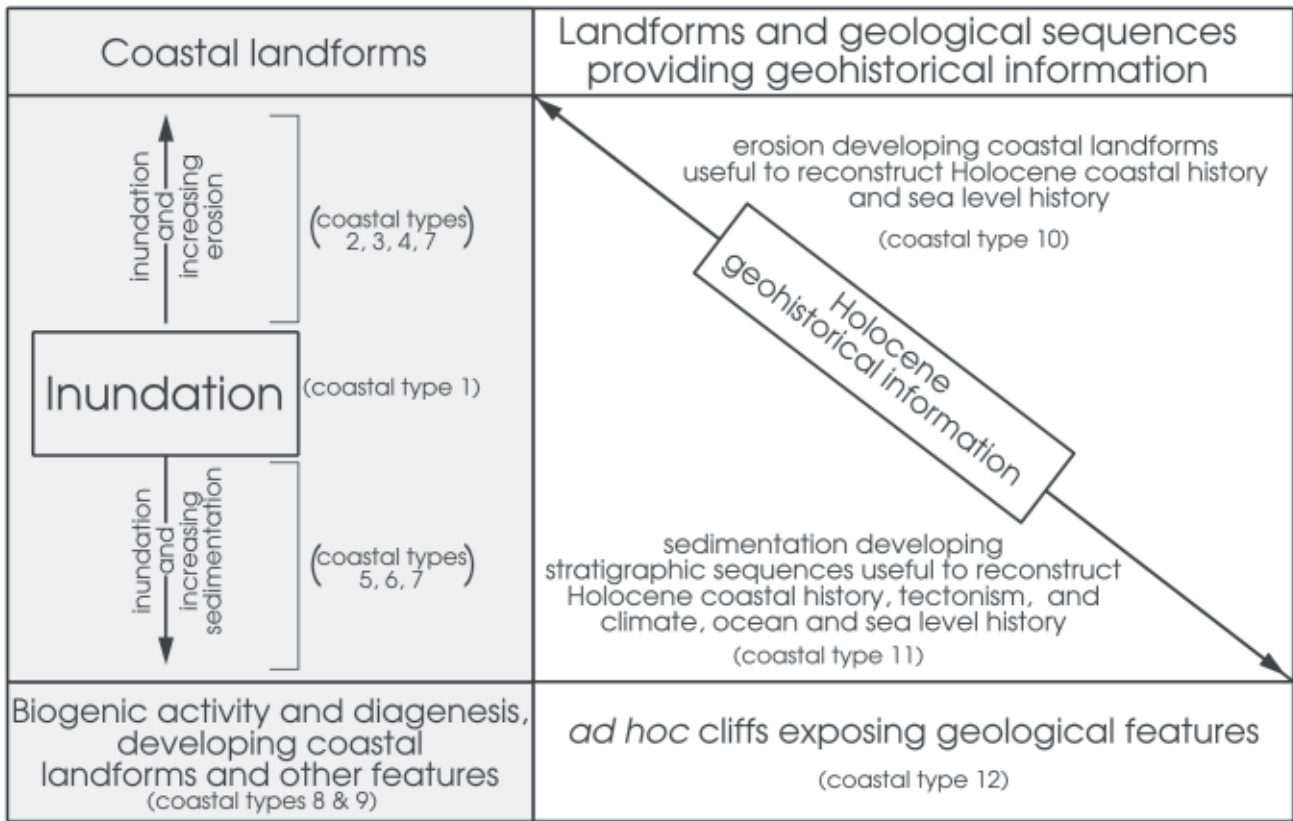 Coastal landforms
Landforms and geological sequences
providing geohistorical information
inundation
and
increasing
erosion
(coastal types
2, 3, 4, 7)
Inundation
(coastal type 1)
inundation
and
increasing
sedimentation
(coastal types
5, 6, 7)
erosion developing coastal landforms
useful to reconstruct Holocene coastal history
and sea level history
(coastal type 10)
Holocene
geohistorical information
sedimentation developing
stratigraphic sequences useful to reconstruct
Holocene coastal history, tectonism, and
climate, ocean and sea level history
(coastal type 11)
Biogenic activity and diagenesis,
developing coastal
landforms and other features
(coastal types 8 & 9)
ad hoc cliffs exposing geological features
(coastal type 12)